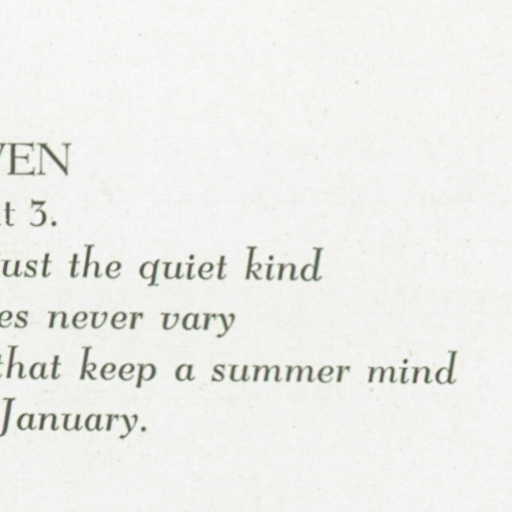 VEN
t 3.
ust the quiet kind
es never vary
that keep a summer mind
January.